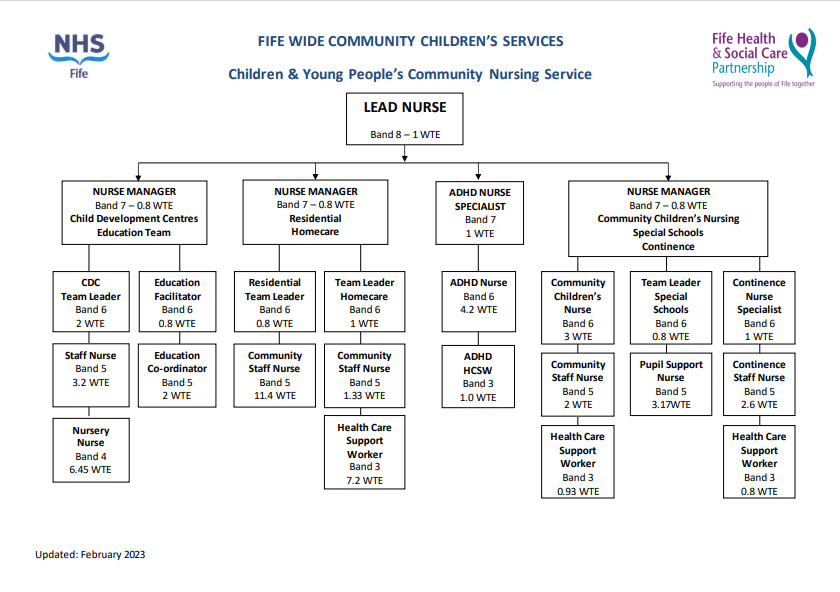 NHS
Fife
FIFE WIDE COMMUNITY CHILDREN’S SERVICES
Children & Young People’s Community Nursing Service
Fife Health
& Social Care
Partnership
Supporting the people of Fife together
LEAD NURSE
Band 8 – 1 WTE
NURSE MANAGER
Band 7 – 0.8 WTE
Child Development Centres
Education Team
NURSE MANAGER
Band 7 – 0.8 WTE
Residential
Homecare
ADHD NURSE
SPECIALIST
Band 7
1 WTE
NURSE MANAGER
Band 7 – 0.8 WTE
Community Children’s Nursing
Special Schools
Continence
CDC
Team Leader
Band 6
2 WTE
Education
Facilitator
Band 6
0.8 WTE
Residential
Team Leader
Band 6
0.8 WTE
Team Leader
Homecare
Band 6
1 WTE
ADHD Nurse
Band 6
4.2 WTE
Community
Children’s
Nurse
Band 6
3 WTE
Team Leader
Special
Schools
Band 6
0.8 WTE
Continence
Nurse
Specialist
Band 6
1 WTE
Staff Nurse
Band 5
3.2 WTE
Education
Co-ordinator
Band 5
2 WTE
Community
Staff Nurse
Band 5
11.4 WTE
Community
Staff Nurse
Band 5
1.33 WTE
ADHD
HCSW
Band 3
1.0 WTE
Community
Staff Nurse
Band 5
2 WTE
Pupil Support
Nurse
Band 5
3.17WTE
Continence
Staff Nurse
Band 5
2.6 WTE
Nursery
Nurse
Band 4
6.45 WTE
Health Care
Support
Worker
Band 3
7.2 WTE
Health Care
Support
Worker
Band 3
0.93 WTE
Health Care
Support
Worker
Band 3
0.8 WTE
Updated: February 2023